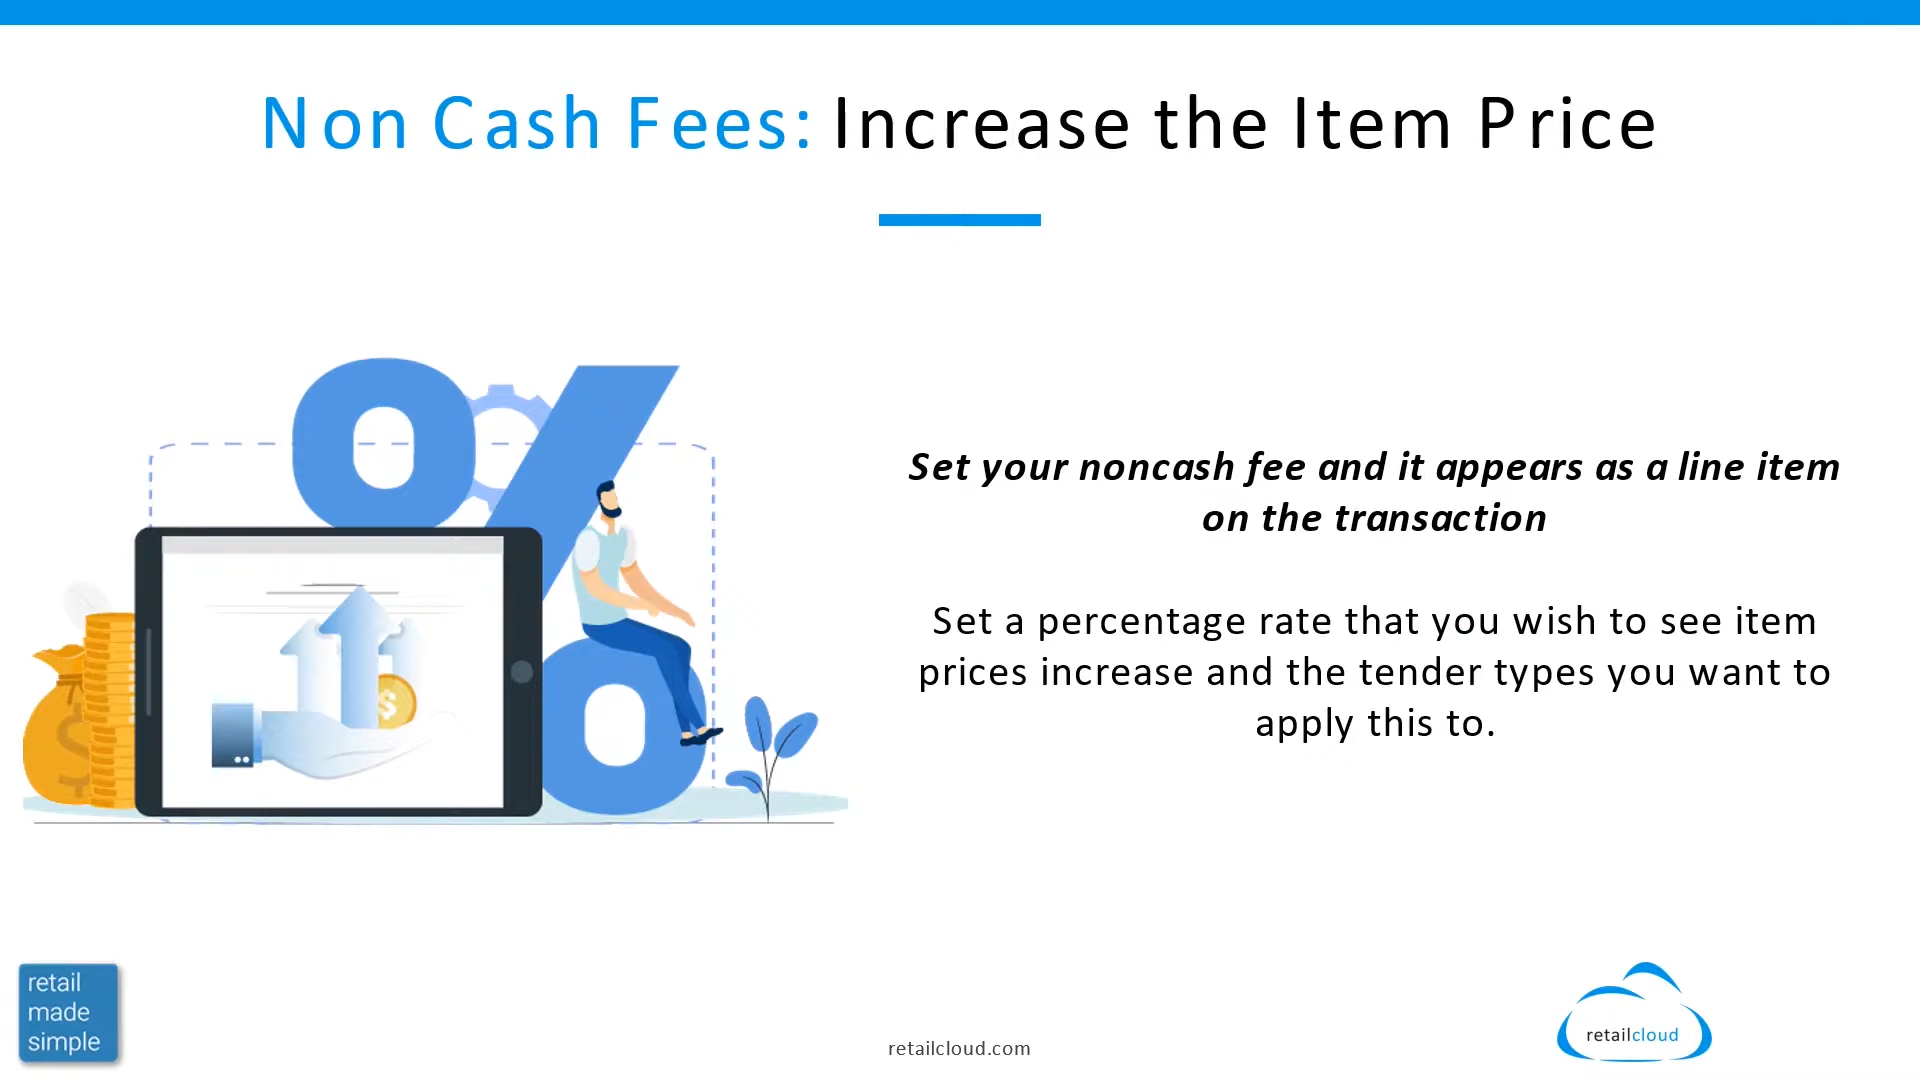 Non Cash Fees: Increase the Item Price
Set your noncash fee and it appears as a line item
on the transaction
Set a percentage rate that you wish to see item
prices increase and the tender types you want to
apply this to.
$
$
retail
made
simple
retailcloud.com
retailcloud